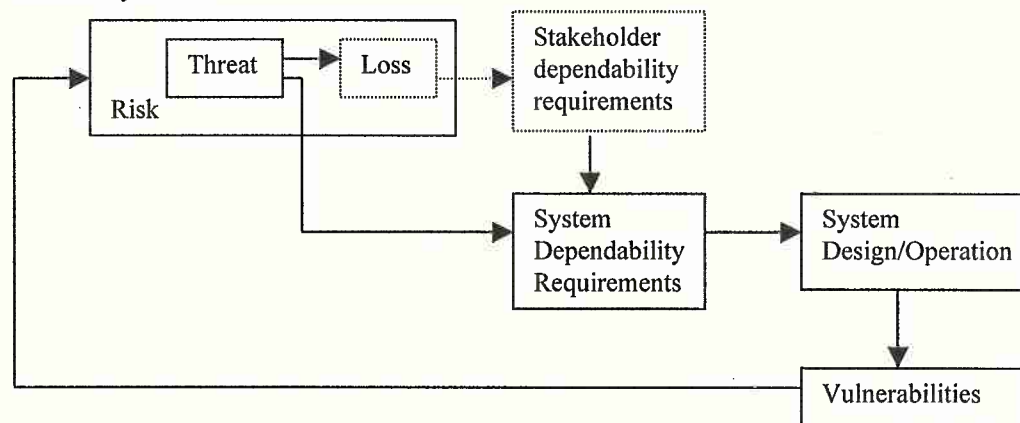 Threat
Loss
Risk
Stakeholder
dependability
requirements
System
Dependability
Requirements
System
Design/Operation
Vulnerabilities